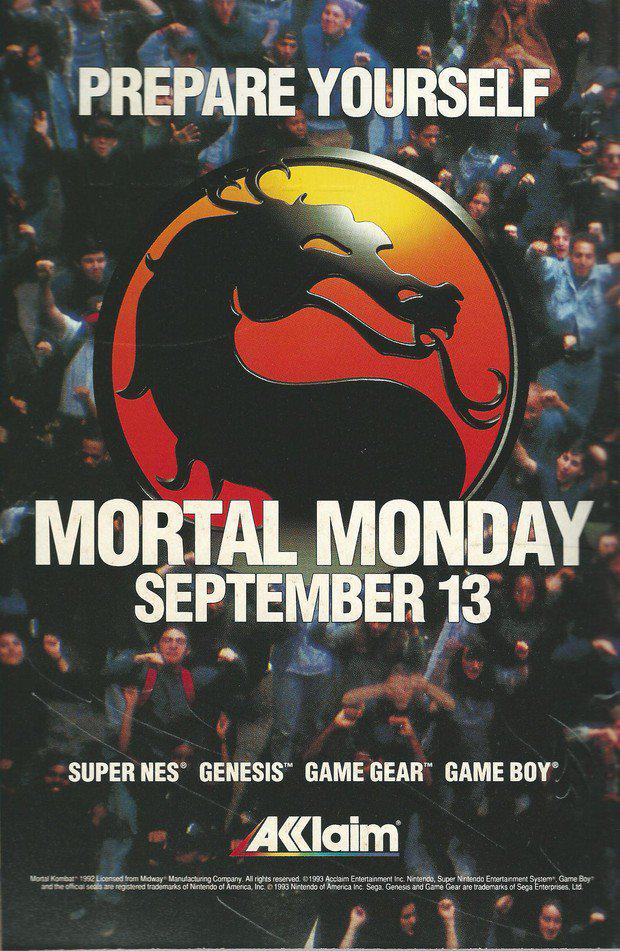 PREPARE YOURSELF
MORTAL MONDAY
SEPTEMBER 13
SUPER NES® GENESIS™ GAME GEAR™ GAME BOY®
AKklaim®
Mortal Kombat™ 1992 Licensed from Midway® Manufacturing Company. All rights reserved. ©1993 Acclaim Entertainment Inc. Nintendo, Super Nintendo Entertainment System®, Game Boy®
and the official seals are registered trademarks of Nintendo of America, Inc. © 1993 Nintendo of America Inc. Sega, Genesis and Game Gear are trademarks of Sega Enterprises, Ltd.